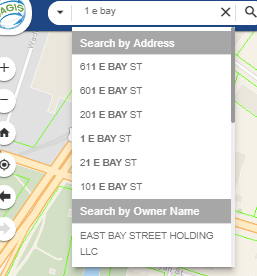 AGIS
1 e bay
Search by Address
611 E BAY ST
601 E BAY ST
201 E BAY ST
1 E BAY ST
21 E BAY ST
101 E BAY ST
Search by Owner Name
EAST BAY STREET HOLDING
LLC